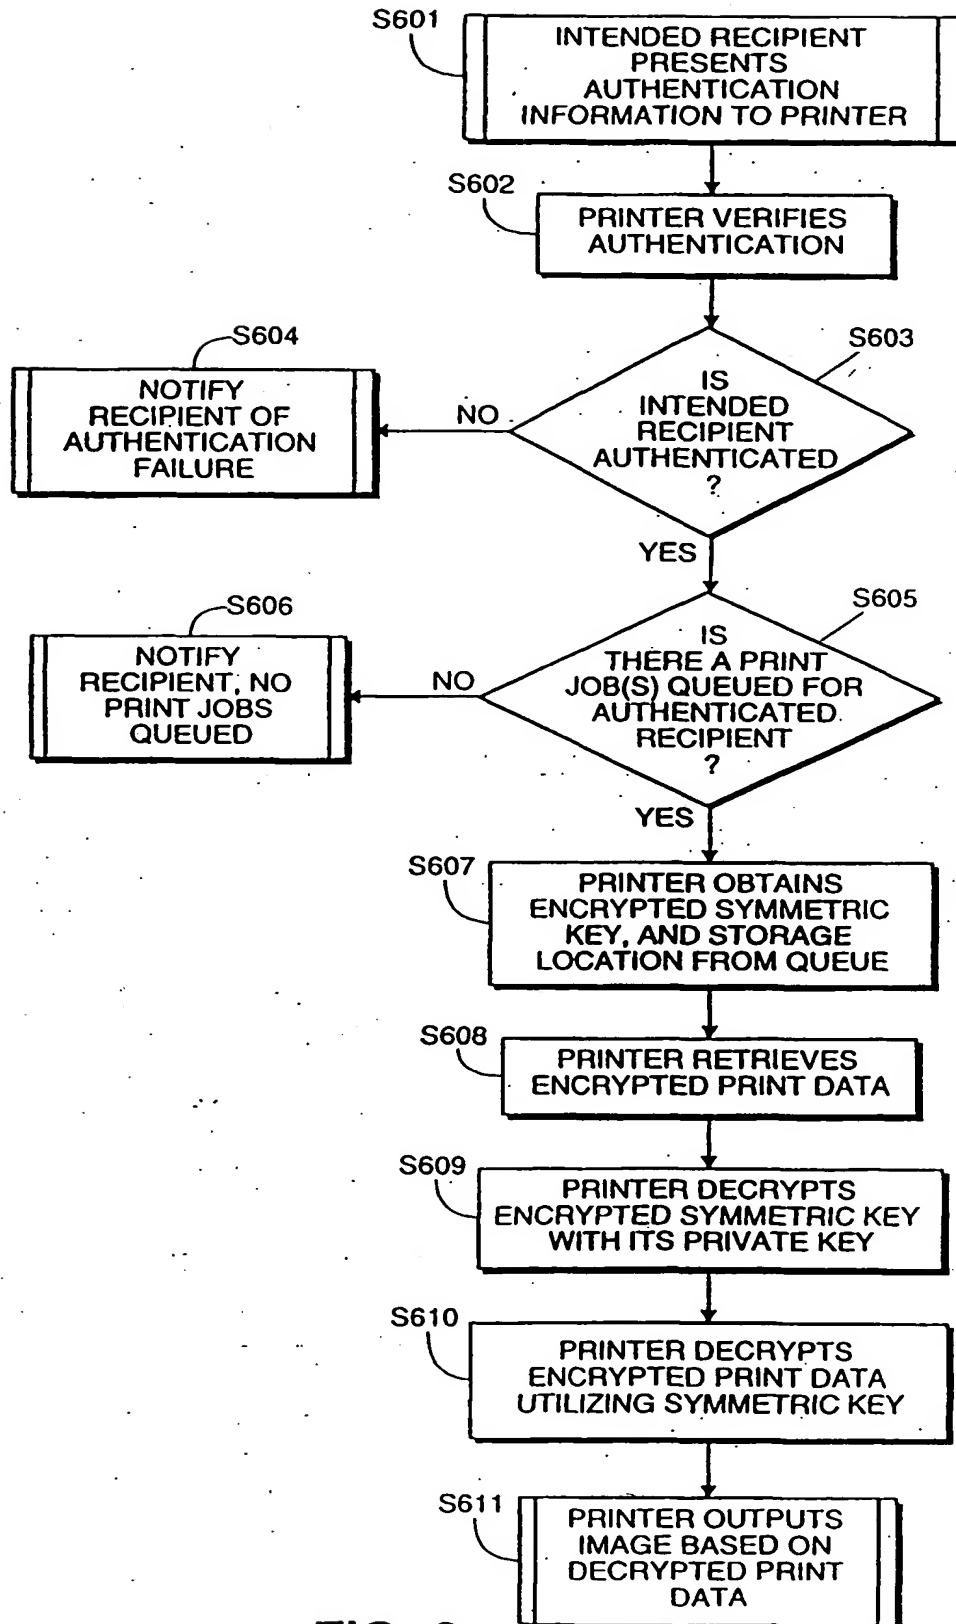 S601
INTENDED RECIPIENT
PRESENTS
AUTHENTICATION
INFORMATION TO PRINTER
S602
PRINTER VERIFIES
AUTHENTICATION
S604
NOTIFY
RECIPIENT OF
AUTHENTICATION
FAILURE
NO
S603
IS
INTENDED
RECIPIENT
AUTHENTICATED
?
YES
S606
NOTIFY
RECIPIENT, NO
PRINT JOBS
QUEUED
NO
S605
IS
THERE A PRINT
JOB(S) QUEUED FOR
AUTHENTICATED
RECIPIENT
?
YES
S607
PRINTER OBTAINS
ENCRYPTED SYMMETRIC
KEY, AND STORAGE
LOCATION FROM QUEUE
S608
PRINTER RETRIEVES
ENCRYPTED PRINT DATA
S609
PRINTER DECRYPTS
ENCRYPTED SYMMETRIC KEY
WITH ITS PRIVATE KEY
S610
PRINTER DECRYPTS
ENCRYPTED PRINT DATA
UTILIZING SYMMETRIC KEY
S611
PRINTER OUTPUTS
IMAGE BASED ON
DECRYPTED PRINT
DATA